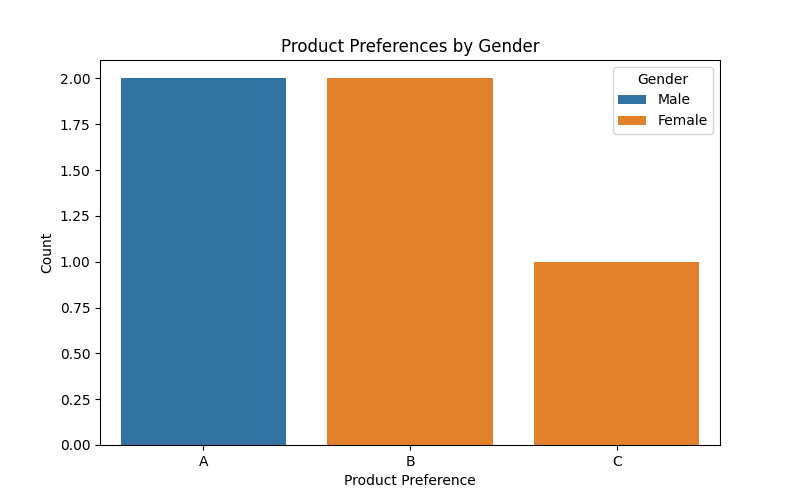 Product Preferences by Gender
Gender
Male
Female
2.00
1.75
1.50
1.25
1.00
0.75
0.50
0.25
0.00
Count
A B C
Product Preference